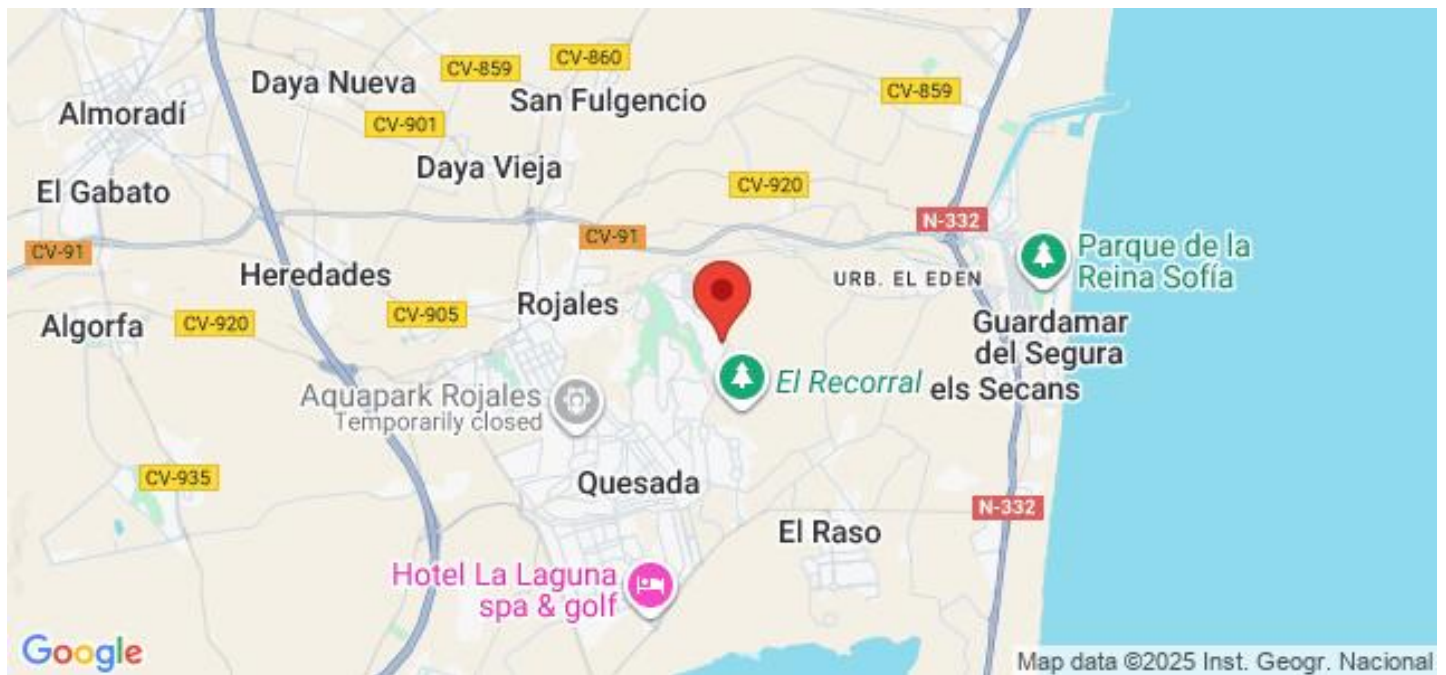 Daya Nueva
CV-859
CV-860
CV-859
Almoradí
San Fulgencio
CV-901
Daya Vieja
El Gabato
CV-920
N-332
CV-91
CV-91
Parque de la
Reina Sofía
Heredades
URB. EL EDEN
Rojales
CV-905
Algorfa
CV-920
Guardamar
del Segura
Aquapark Rojales
Temporarily closed
El Recorral
els Secans
CV-935
Quesada
N-332
El Raso
Hotel La Laguna
spa & golf
Google
Map data ©2025 Inst. Geogr. Nacional